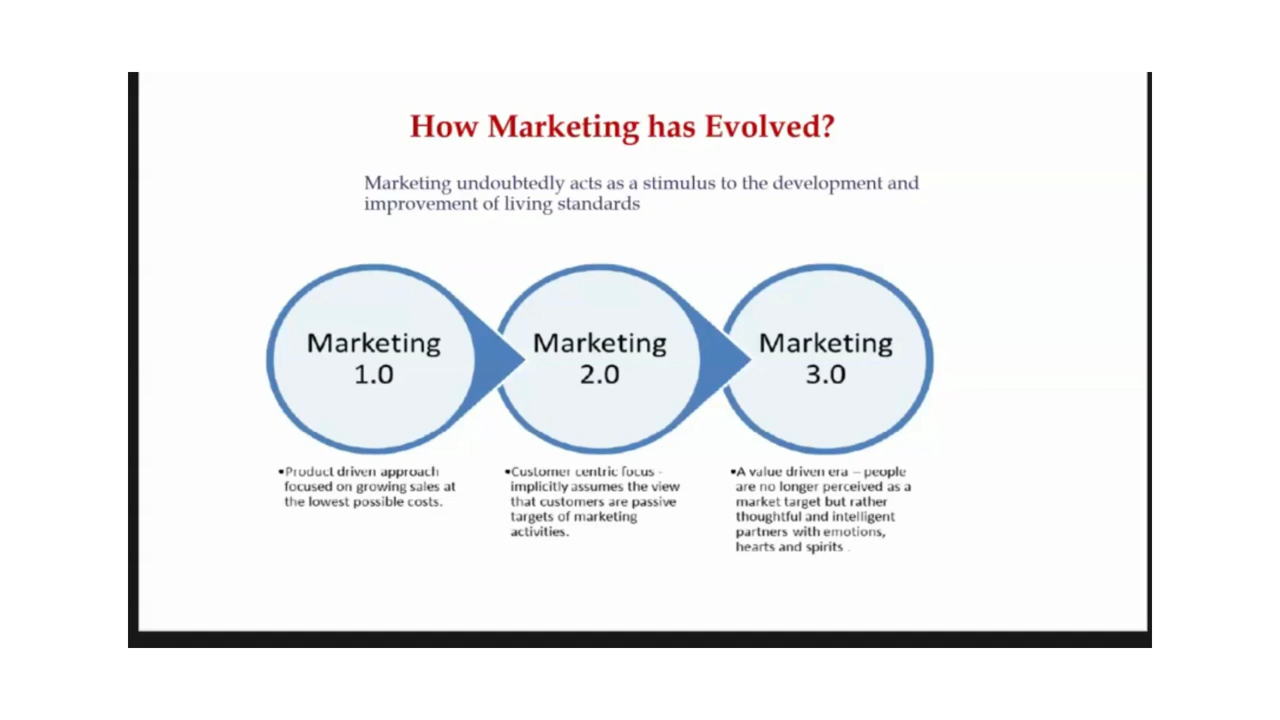 How Marketing has Evolved?
Marketing undoubtedly acts as a stimulus to the development and
improvement of living standards
Marketing
1.0
Marketing
2.0
Marketing
3.0
•Product driven approach
focused on growing sales at
the lowest possible costs.
•Customer centric focus -
implicitly assumes the view
that customers are passive
targets of marketing
activities.
•A value driven era – people
are no longer perceived as a
market target but rather
thoughtful and intelligent
partners with emotions,
hearts and spirits .